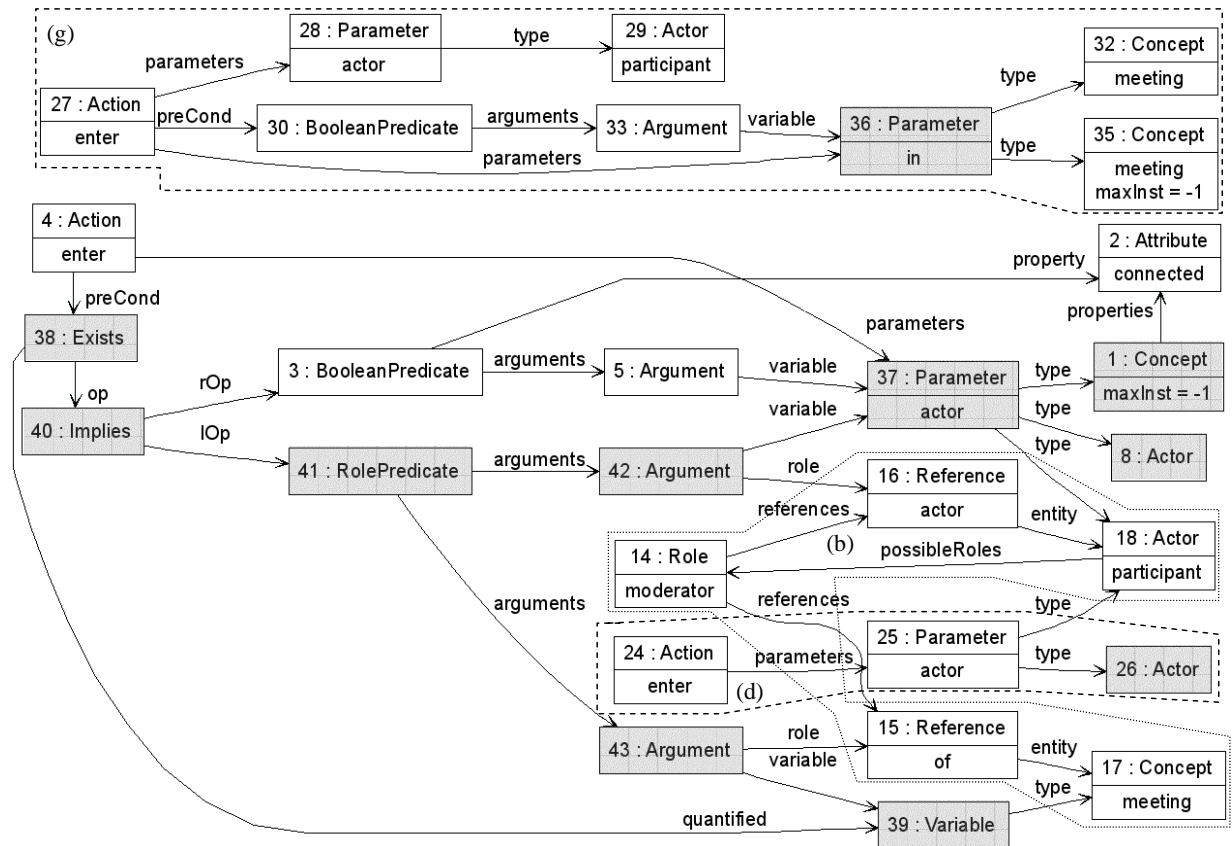 (g)
28 : Parameter
actor
type
29 : Actor
participant
32 : Concept
meeting
parameters
type
27 : Action
enter
preCond
30 : BooleanPredicate
arguments
33 : Argument
variable
36 : Parameter
in
parameters
type
35 : Concept
meeting
maxInst = -1
4 : Action
enter
2 : Attribute
connected
property
preCond
properties
38 : Exists
parameters
3 : BooleanPredicate
arguments
5 : Argument
variable
37 : Parameter
actor
type
1 : Concept
maxInst = -1
op
rOp
variable
type
40 : Implies
lOp
type
8 : Actor
41 : RolePredicate
arguments
42 : Argument
role
16 : Reference
actor
references
entity
(b)
18 : Actor
participant
14 : Role
moderator
possibleRoles
arguments
references
type
24 : Action
enter
parameters
25 : Parameter
actor
type
26 : Actor
(d)
43 : Argument
role
15 : Reference
of
variable
entity
17 : Concept
meeting
type
quantified
39 : Variable